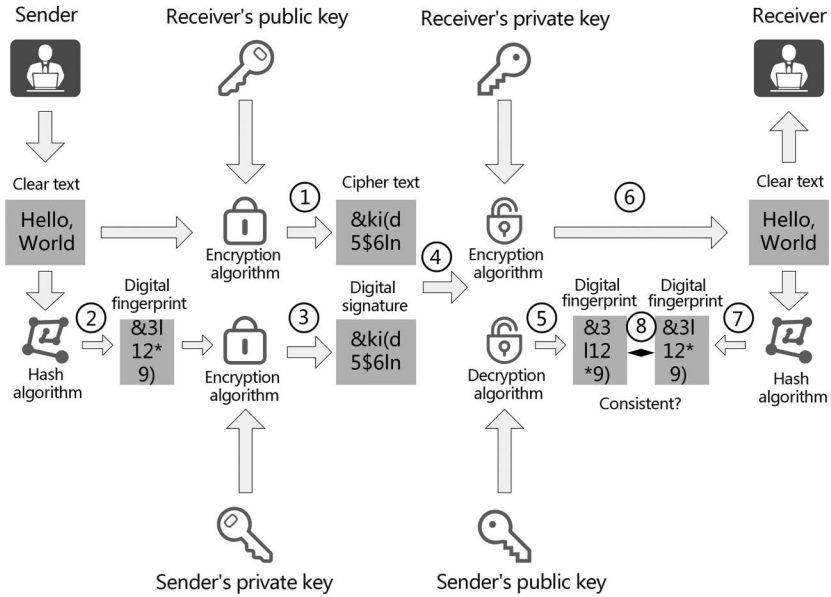 Sender
Receiver's public key
Receiver's private key
Receiver
Clear text
Hello,
World
Encryption
algorithm
1
Cipher text
&ki(d
5$6ln
4
Encryption
algorithm
6
Clear text
Hello,
World
Hash
algorithm
2
Digital
fingerprint
&3l
12*
9)
Encryption
algorithm
3
Digital
signature
&ki(d
5$6ln
Decryption
algorithm
5
Digital
fingerprint
&3
l12
*9)
8
Digital
fingerprint
&3l
12*
9)
7
Hash
algorithm
Consistent?
Sender's private key
Sender's public key